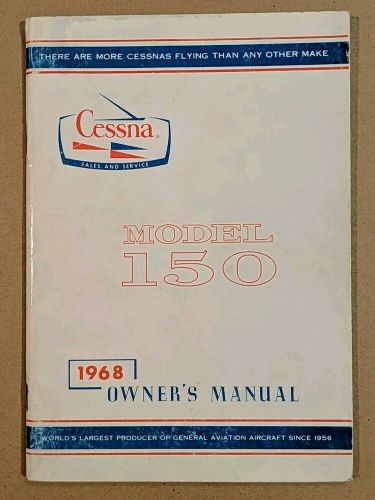 THERE ARE MORE CESSNAS FLYING THAN ANY OTHER MAKE
Cessna®
SALES AND SERVICE
MODEL
150
1968
OWNER'S MANUAL
WORLD'S LARGEST PRODUCER OF GENERAL AVIATION AIRCRAFT SINCE 1956